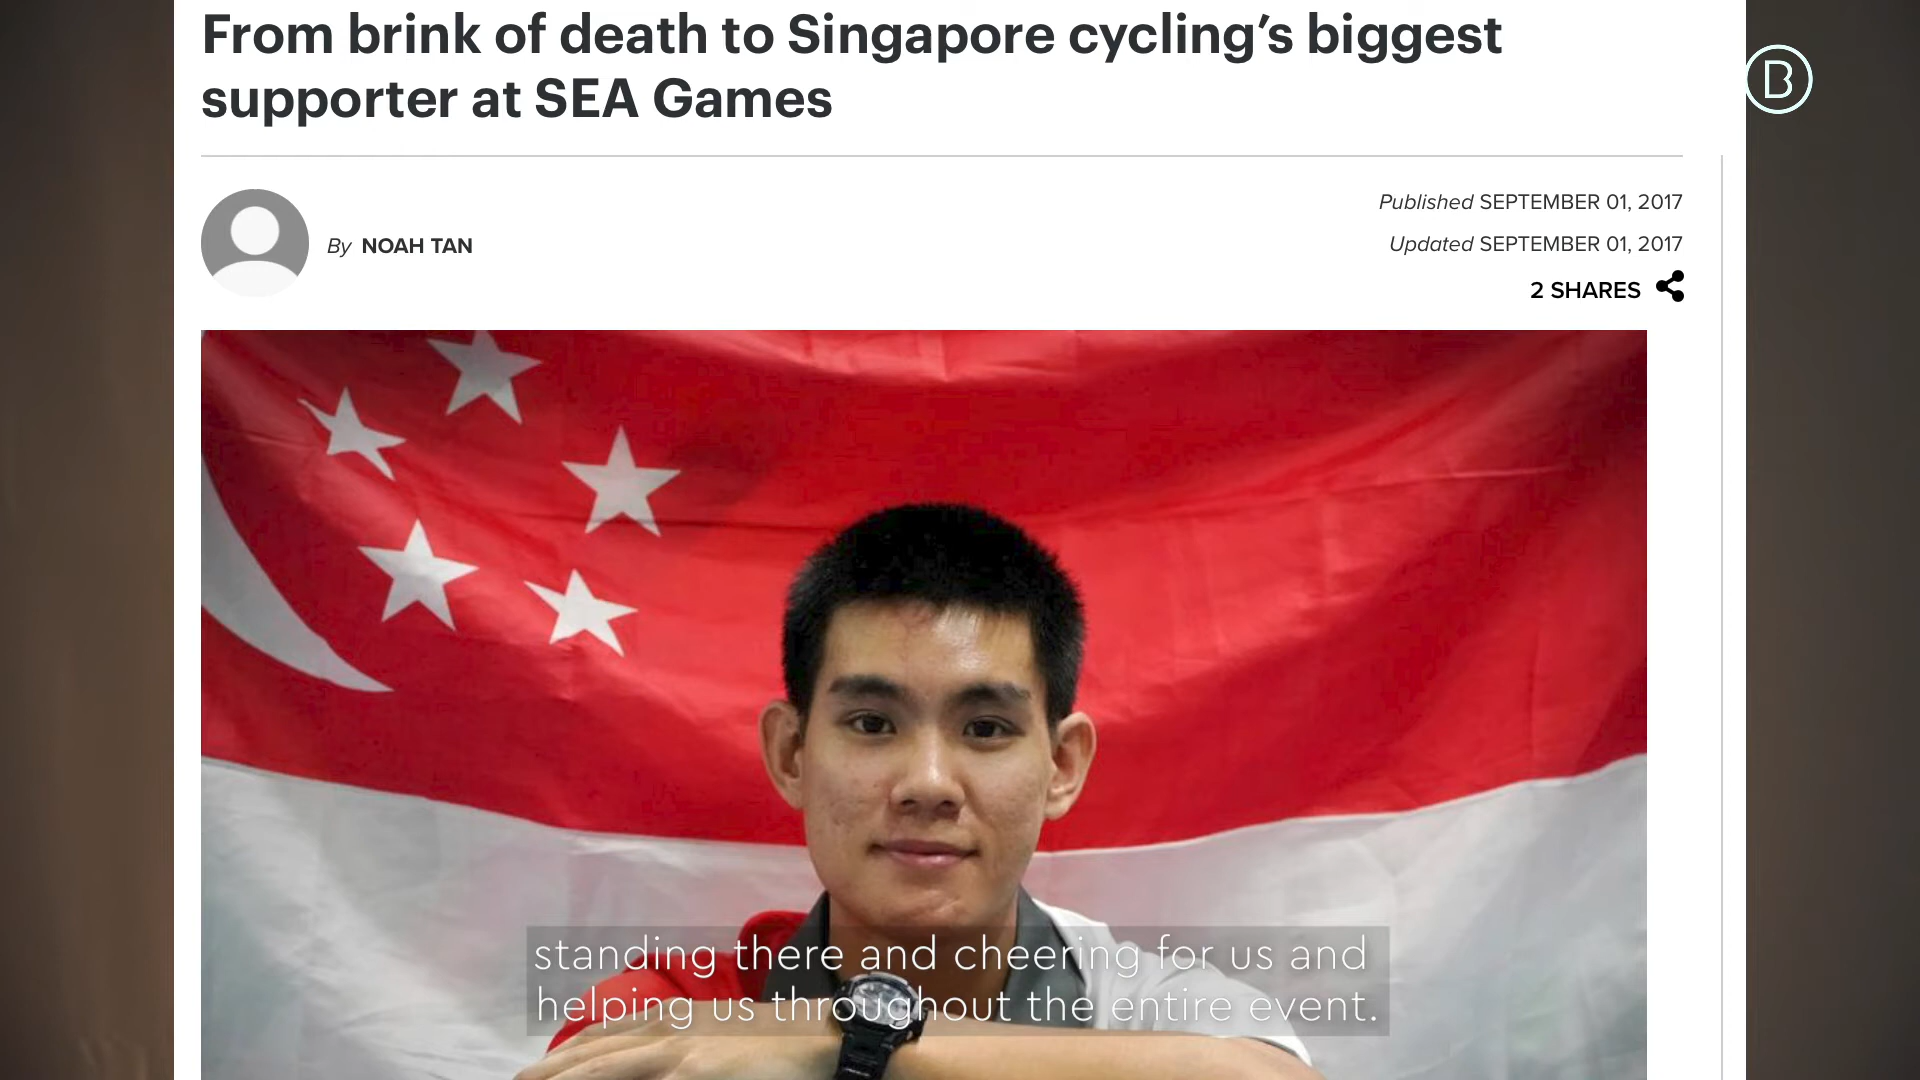 From brink of death to Singapore cycling’s biggest
supporter at SEA Games
B
By NOAH TAN
Published SEPTEMBER 01, 2017
Updated SEPTEMBER 01, 2017
2 SHARES
standing there and cheering for us and
helping us throughout the entire event.